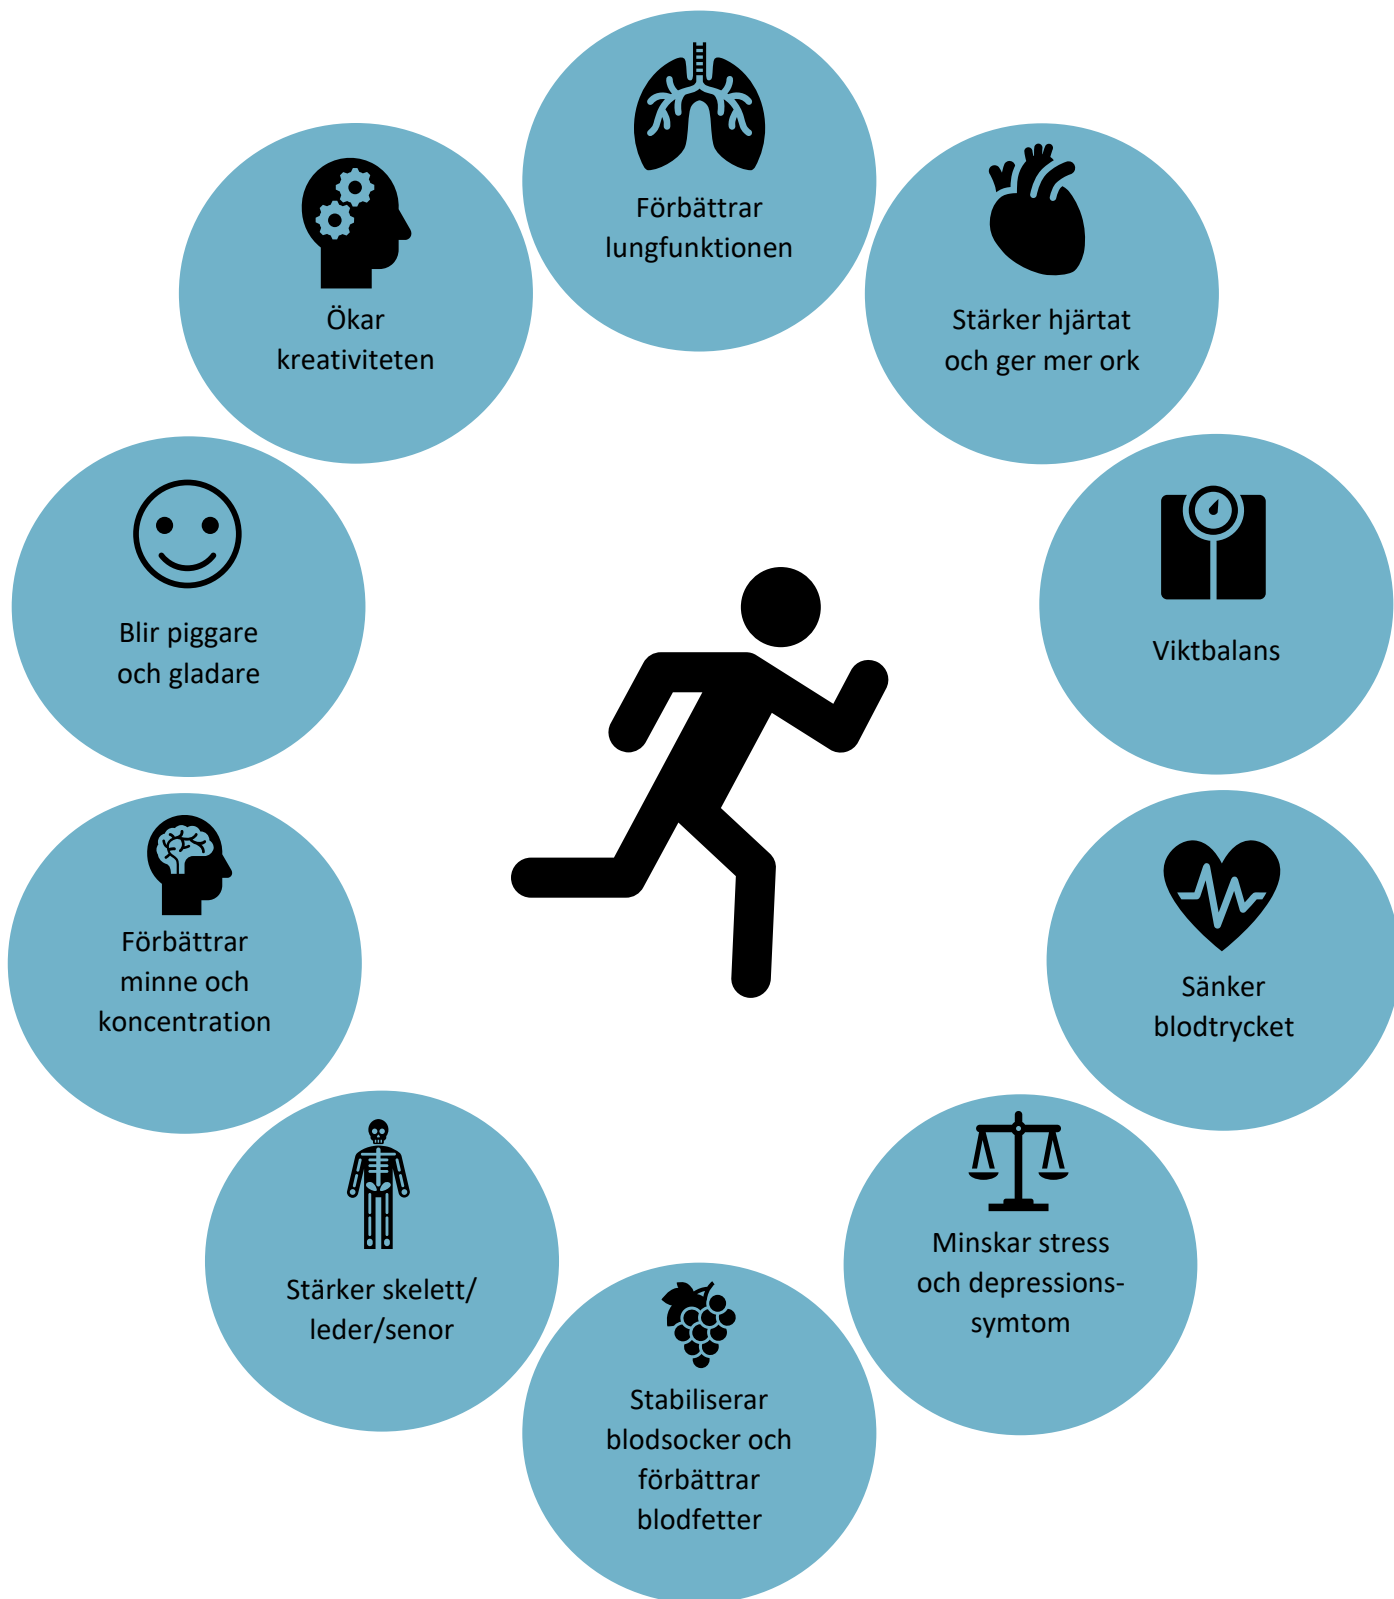 Förbättrar
lungfunktionen
Stärker hjärtat
och ger mer ork
Viktbalans
Sänker
blodtrycket
Minskar stress
och depressions-
symtom
Stabiliserar
blodsocker och
förbättrar
blodfetter
Stärker skelett/
leder/senor
Förbättrar
minne och
koncentration
Blir piggare
och gladare
Ökar
kreativiteten